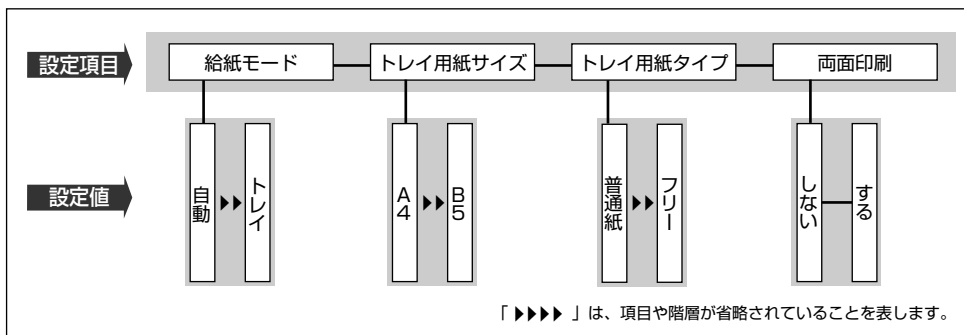 設定項目
給紙モード
トレイ用紙サイズ
トレイ用紙タイプ
両面印刷
設定値
自動
トレイ
A4
B5
普通紙
フリー
しない
する
「 ▶▶▶▶ 」は、項目や階層が省略されていることを表します。